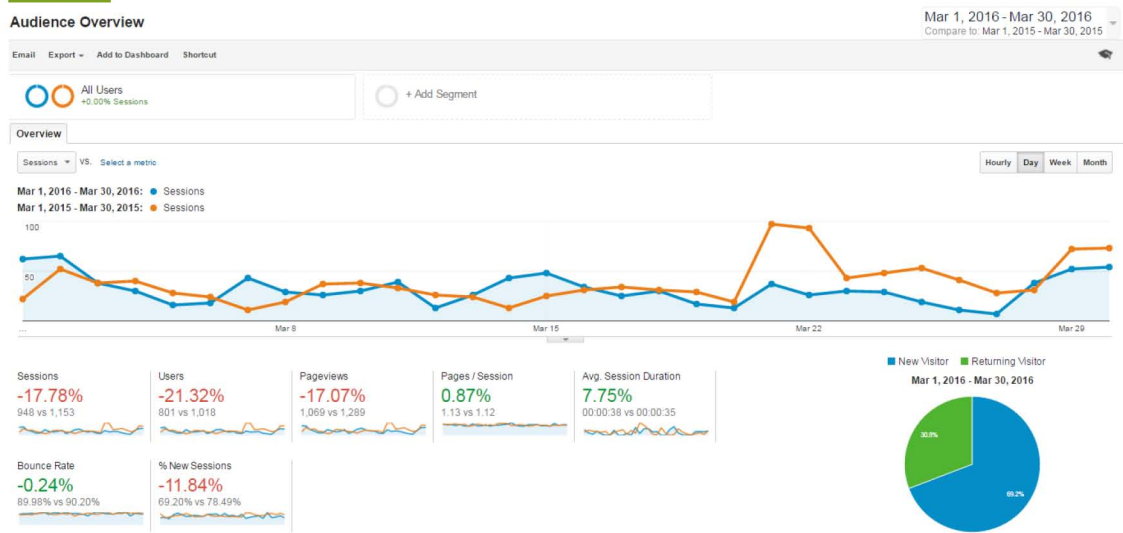 Audience Overview
Mar 1, 2016 - Mar 30, 2016
Compare to: Mar 1, 2015 - Mar 30, 2015
Email Export Add to Dashboard Shortcut
All Users
+0.00% Sessions
+ Add Segment
Overview
Sessions VS. Select a metric
Hourly Day Week Month
Mar 1, 2016 - Mar 30, 2016: Sessions
Mar 1, 2015 - Mar 30, 2015: Sessions
100
50
... Mar 8 Mar 15 Mar 22 Mar 29
New Visitor Returning Visitor
Mar 1, 2016 - Mar 30, 2016
30.8%
69.2%
Sessions
-17.78%
948 vs 1,153
Users
-21.32%
801 vs 1,018
Pageviews
-17.07%
1,069 vs 1,289
Pages / Session
0.87%
1.13 vs 1.12
Avg. Session Duration
7.75%
00:00:38 vs 00:00:35
Bounce Rate
-0.24%
89.98% vs 90.20%
% New Sessions
-11.84%
69.20% vs 78.49%